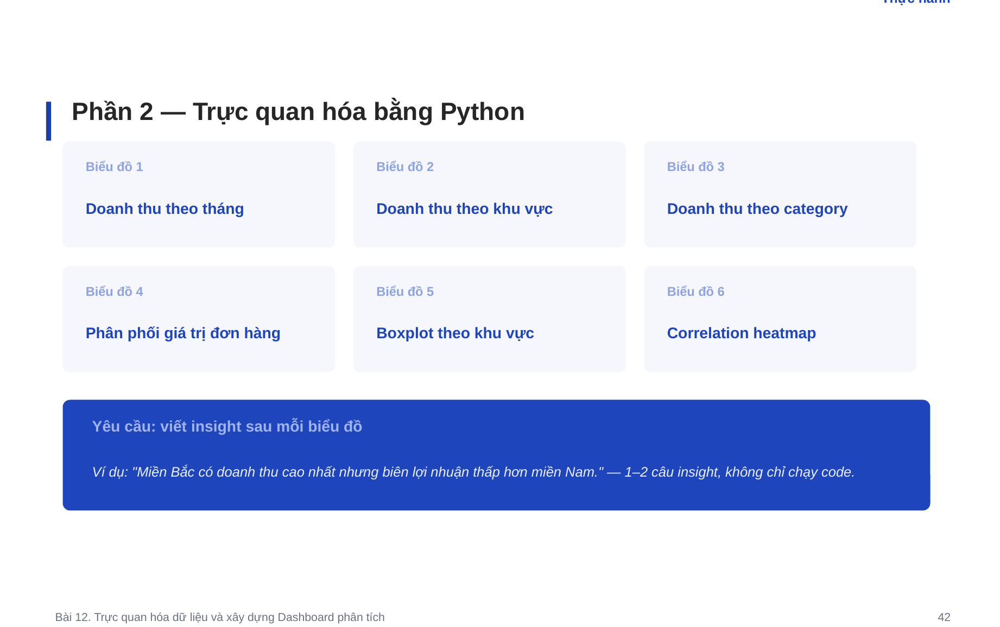 Thực hành
Phần 2 — Trực quan hóa bằng Python
Biểu đồ 1
Doanh thu theo tháng
Biểu đồ 2
Doanh thu theo khu vực
Biểu đồ 3
Doanh thu theo category
Biểu đồ 4
Phân phối giá trị đơn hàng
Biểu đồ 5
Boxplot theo khu vực
Biểu đồ 6
Correlation heatmap
Yêu cầu: viết insight sau mỗi biểu đồ
Ví dụ: "Miền Bắc có doanh thu cao nhất nhưng biên lợi nhuận thấp hơn miền Nam." — 1–2 câu insight, không chỉ chạy code.
Bài 12. Trực quan hóa dữ liệu và xây dựng Dashboard phân tích
42